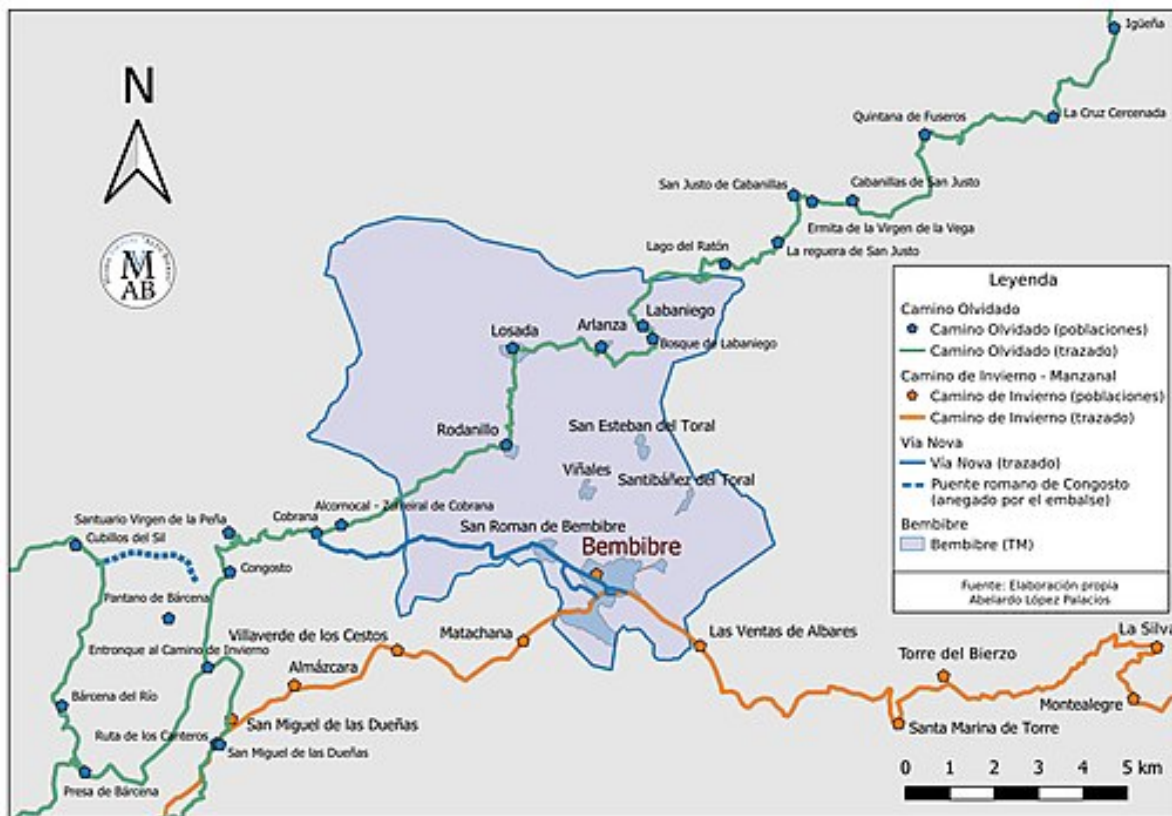 Igüeña
N
La Cruz Cercenada
Quintana de Fuseros
San Justo de Cabanillas
Cabanillas de San Justo
Ermita de la Virgen de la Vega
Lago del Ratón
La reguera de San Justo
M
AB
Leyenda
Camino Olvidado
Camino Olvidado (poblaciones)
Camino Olvidado (trazado)
Camino de Invierno - Manzanal
Camino de Invierno (poblaciones)
Camino de Invierno (trazado)
Vía Nova
Vía Nova (trazado)
Puente romano de Congosto
(anegado por el embalse)
Bembibre
Bembibre (TM)
Fuente: Elaboración propia
Abelardo López Palacios
Labaniego
Losada
Arlanza
Bosque de Labaniego
Rodanillo
San Esteban del Toral
Viñales
Santibáñez del Toral
Alcornocal - de Cobrana
Santuario Virgen de la Peña
Cobrana
San Roman de Bembibre
Cubillos del Sil
Bembibre
Congosto
Pantano de Bárcena
Villaverde de los Cestos
Matachana
Las Ventas de Albares
La Silva
Entronque al Camino de Invierno
Almázcara
Torre del Bierzo
Bárcena del Río
Montealegre
San Miguel de las Dueñas
Santa Marina de Torre
Ruta de los Canteros
San Miguel de las Dueñas
Presa de Bárcena
0 1 2 3 4 5 km